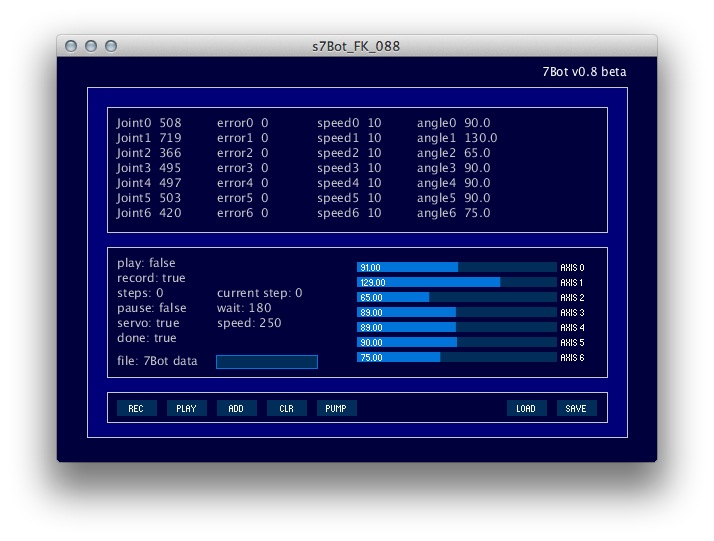 s7Bot_FK_088
7Bot v0.8 beta
Joint0 508 error0 0 speed0 10 angle0 90.0
Joint1 719 error1 0 speed1 10 angle1 130.0
Joint2 366 error2 0 speed2 10 angle2 65.0
Joint3 495 error3 0 speed3 10 angle3 90.0
Joint4 497 error4 0 speed4 10 angle4 90.0
Joint5 503 error5 0 speed5 10 angle5 90.0
Joint6 420 error6 0 speed6 10 angle6 75.0
play: false
record: true
steps: 0 current step: 0
pause: false wait: 180
servo: true speed: 250
done: true
file: 7Bot data
91.00 AXIS 0
129.00 AXIS 1
65.00 AXIS 2
89.00 AXIS 3
89.00 AXIS 4
90.00 AXIS 5
75.00 AXIS 6
REC PLAY ADD CLR PUMP LOAD SAVE